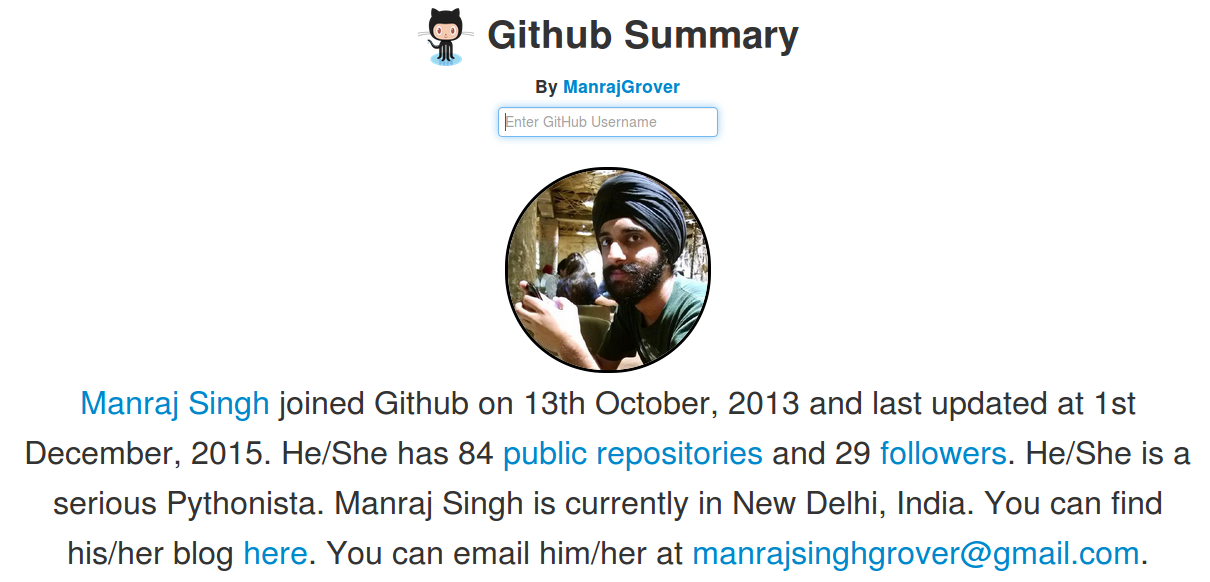 Github Summary
By ManrajGrover
Enter GitHub Username
Manraj Singh joined Github on 13th October, 2013 and last updated at 1st
December, 2015. He/She has 84 public repositories and 29 followers. He/She is a
serious Pythonista. Manraj Singh is currently in New Delhi, India. You can find
his/her blog here. You can email him/her at manrajsinghgrover@gmail.com.